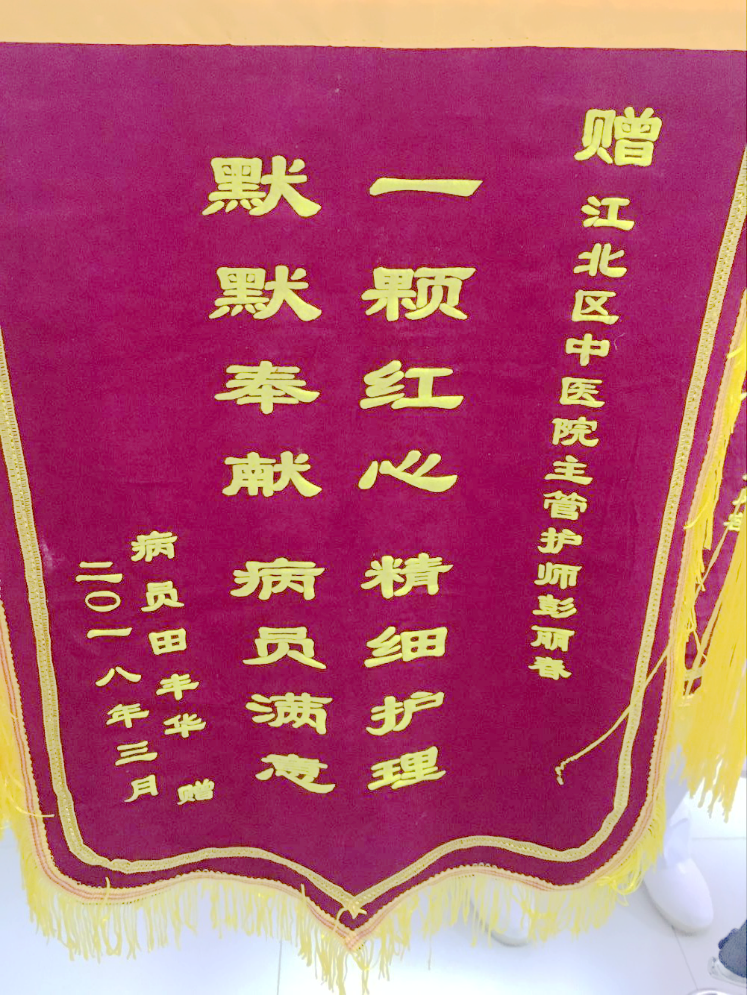 赠 江北区中医院主管护师彭丽春
一颗红心 精细护理
默默奉献 病员满意
病员田丰华 赠
二〇一八年三月